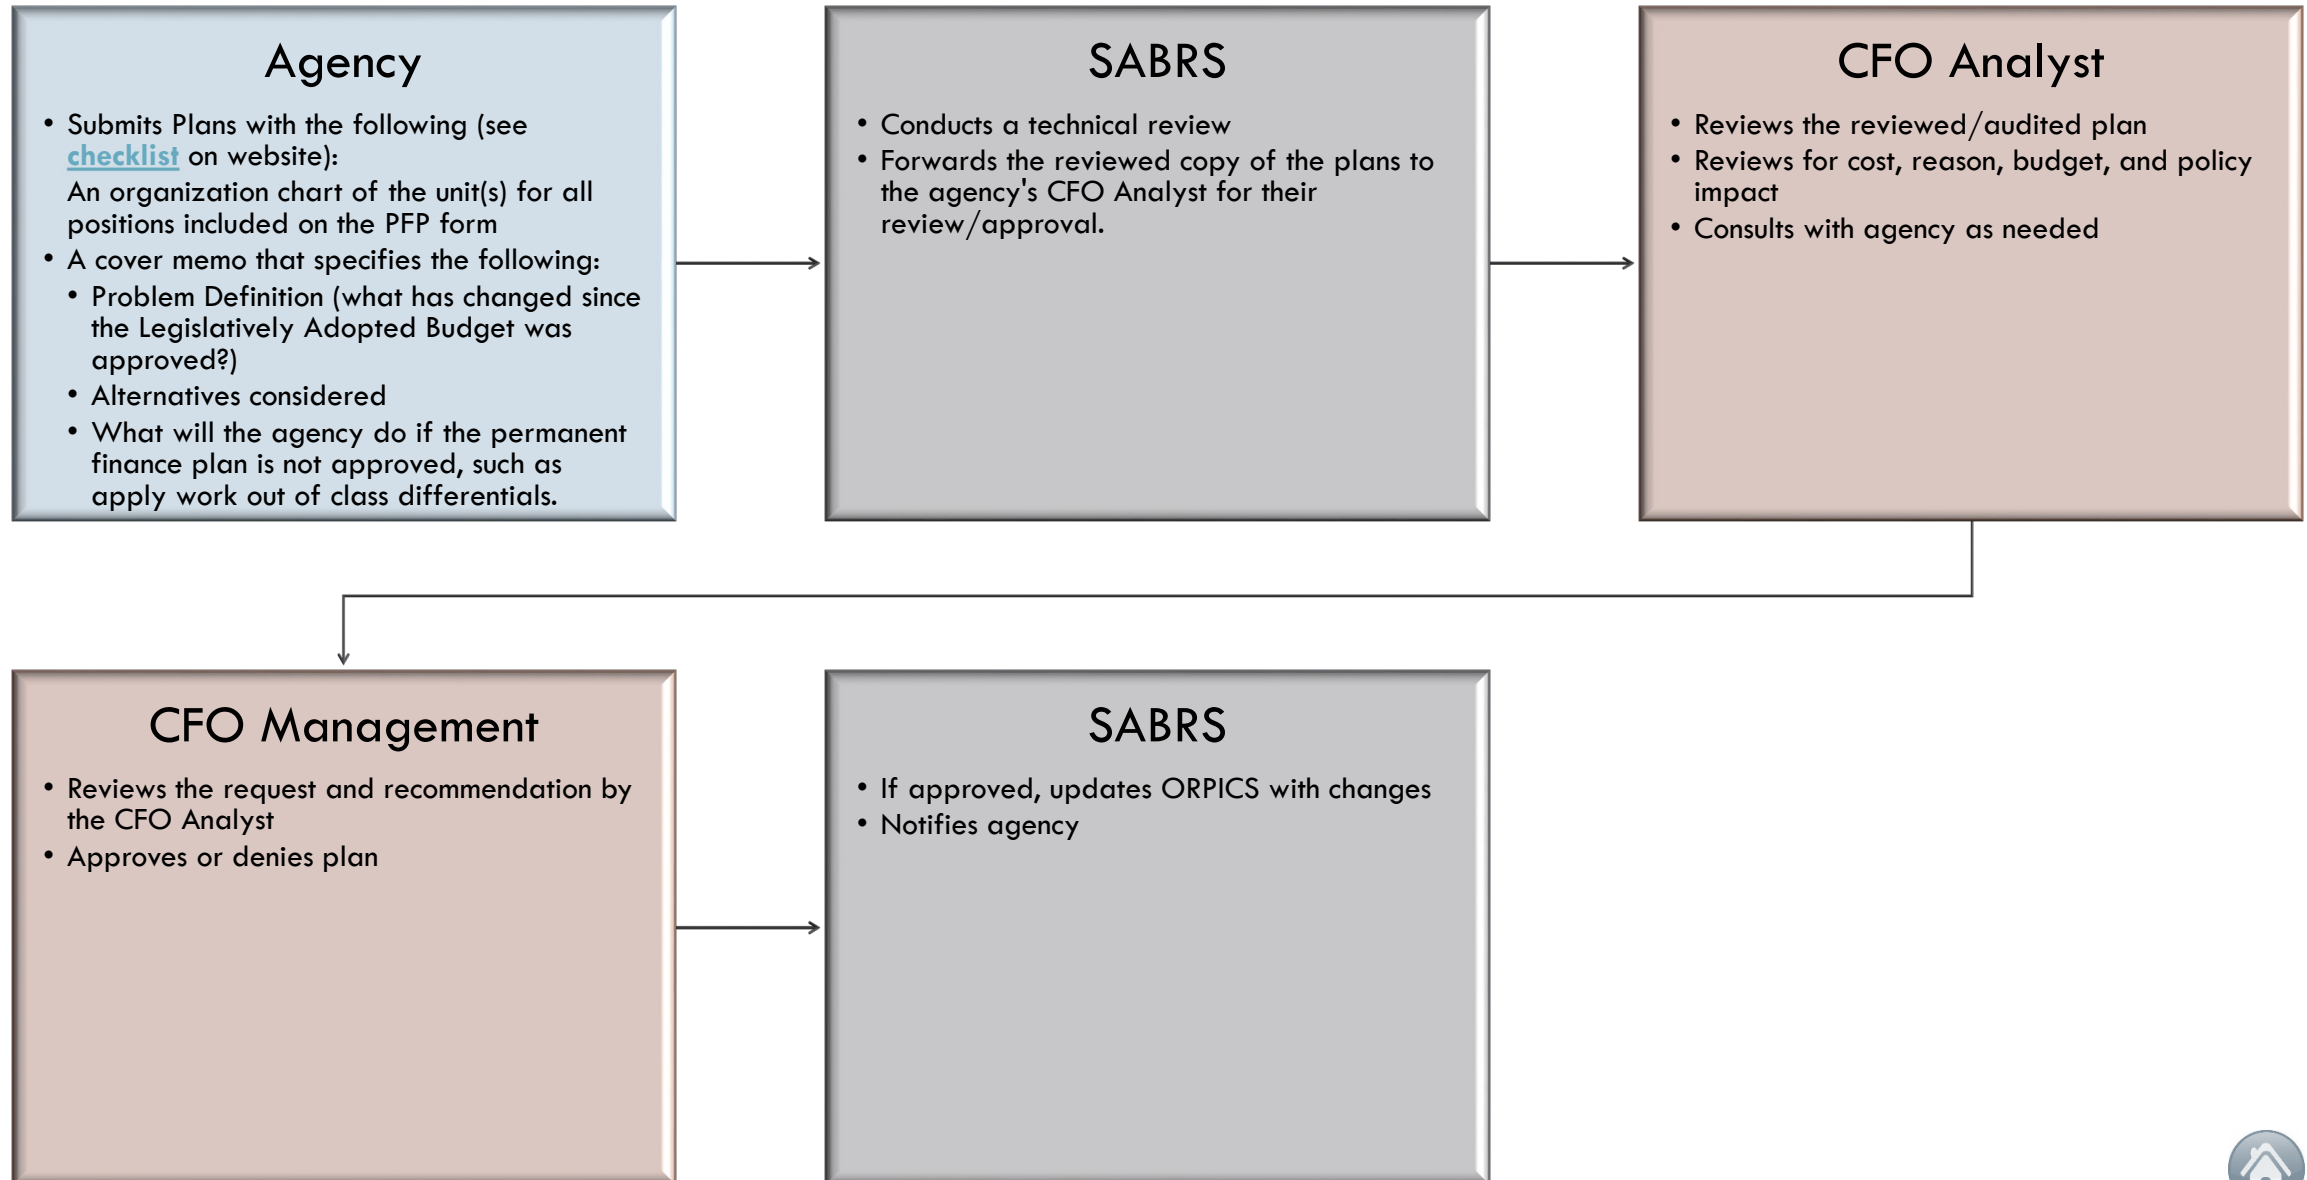 Agency
• Submits Plans with the following (see
checklist on website):
An organization chart of the unit(s) for all
positions included on the PFP form
• A cover memo that specifies the following:
• Problem Definition (what has changed since
the Legislatively Adopted Budget was
approved?)
• Alternatives considered
• What will the agency do if the permanent
finance plan is not approved, such as
apply work out of class differentials.
SABRS
• Conducts a technical review
• Forwards the reviewed copy of the plans to
the agency's CFO Analyst for their
review/approval.
CFO Analyst
• Reviews the reviewed/audited plan
• Reviews for cost, reason, budget, and policy
impact
• Consults with agency as needed
CFO Management
• Reviews the request and recommendation by
the CFO Analyst
• Approves or denies plan
SABRS
• If approved, updates ORPICS with changes
• Notifies agency